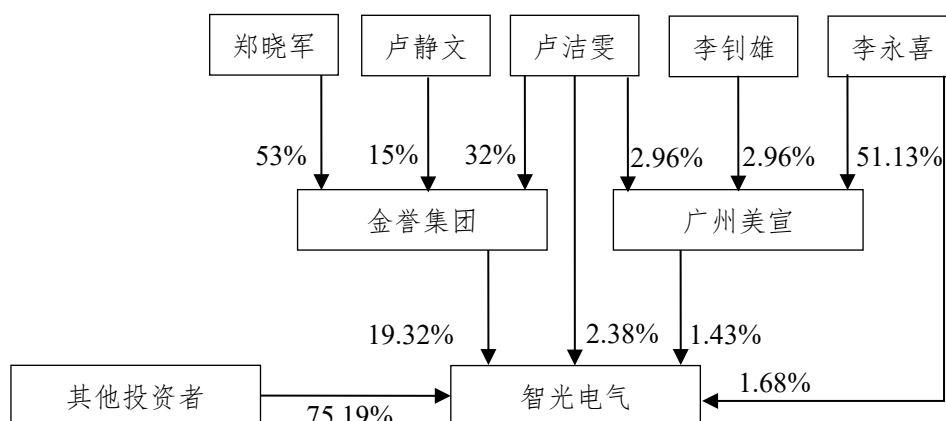 郑晓军
卢静文
卢洁雯
李钊雄
李永喜
53%
15%
32%
2.96%
2.96%
51.13%
金誉集团
广州美宣
19.32%
2.38%
1.43%
其他投资者
75.19%
智光电气
1.68%